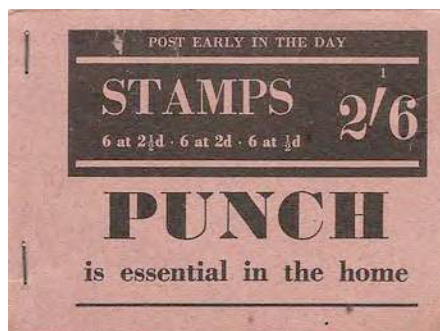 POST EARLY IN THE DAY
1
STAMPS 2/6
6 at 2½d · 6 at 2d · 6 at ½d
PUNCH
is essential in the home